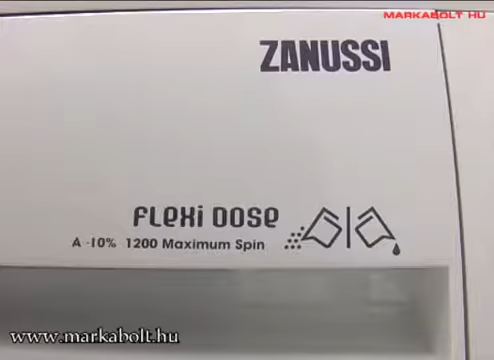 MARKABOLT HU
ZANUSSI
FLEXI DOSE
A -10% 1200 Maximum Spin
www.markabolt.hu